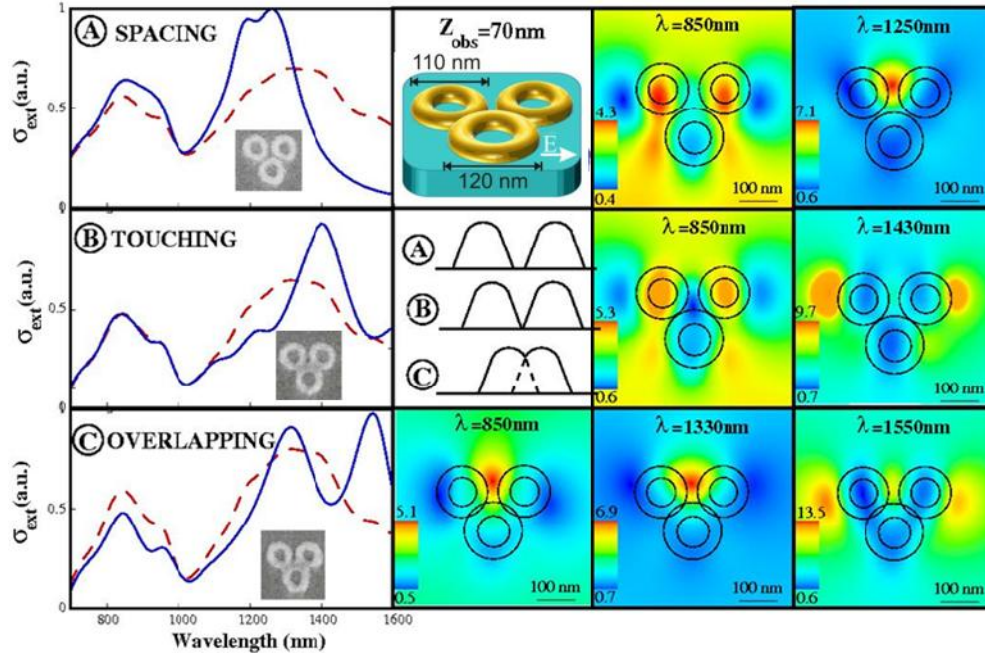 A SPACING
1
0.5
0
σext(a.u.)
Zobs=70nm
110 nm
E
120 nm
λ=850nm
4.3
0.4
100 nm
λ=1250nm
7.1
0.6
100 nm
B TOUCHING
0.5
0
σext(a.u.)
A
B
C
λ=850nm
5.3
0.6
100 nm
λ=1430nm
9.7
0.7
100 nm
C OVERLAPPING
0.5
0
σext(a.u.)
800 1000 1200 1400 1600
Wavelength (nm)
λ=850nm
5.1
0.5
100 nm
λ=1330nm
6.9
0.7
100 nm
λ=1550nm
13.5
0.6
100 nm